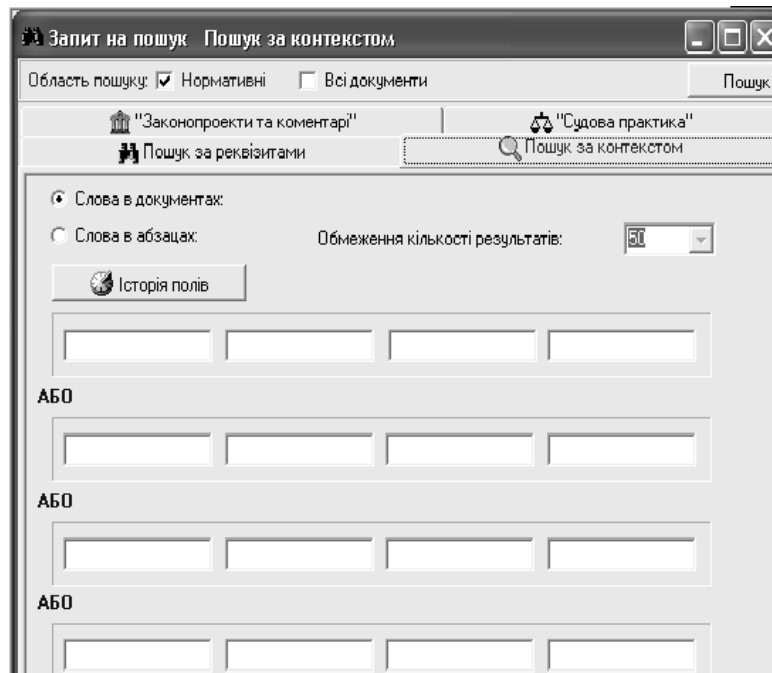 Запит на пошук Пошук за контекстом
Область пошуку: Нормативні Всі документи Пошук
"Законопроекти та коментарі" "Судова практика"
Пошук за реквізитами Пошук за контекстом
Слова в документах:
Слова в абзацах: Обмеження кількості результатів: 50
Історія полів
АБО
АБО
АБО